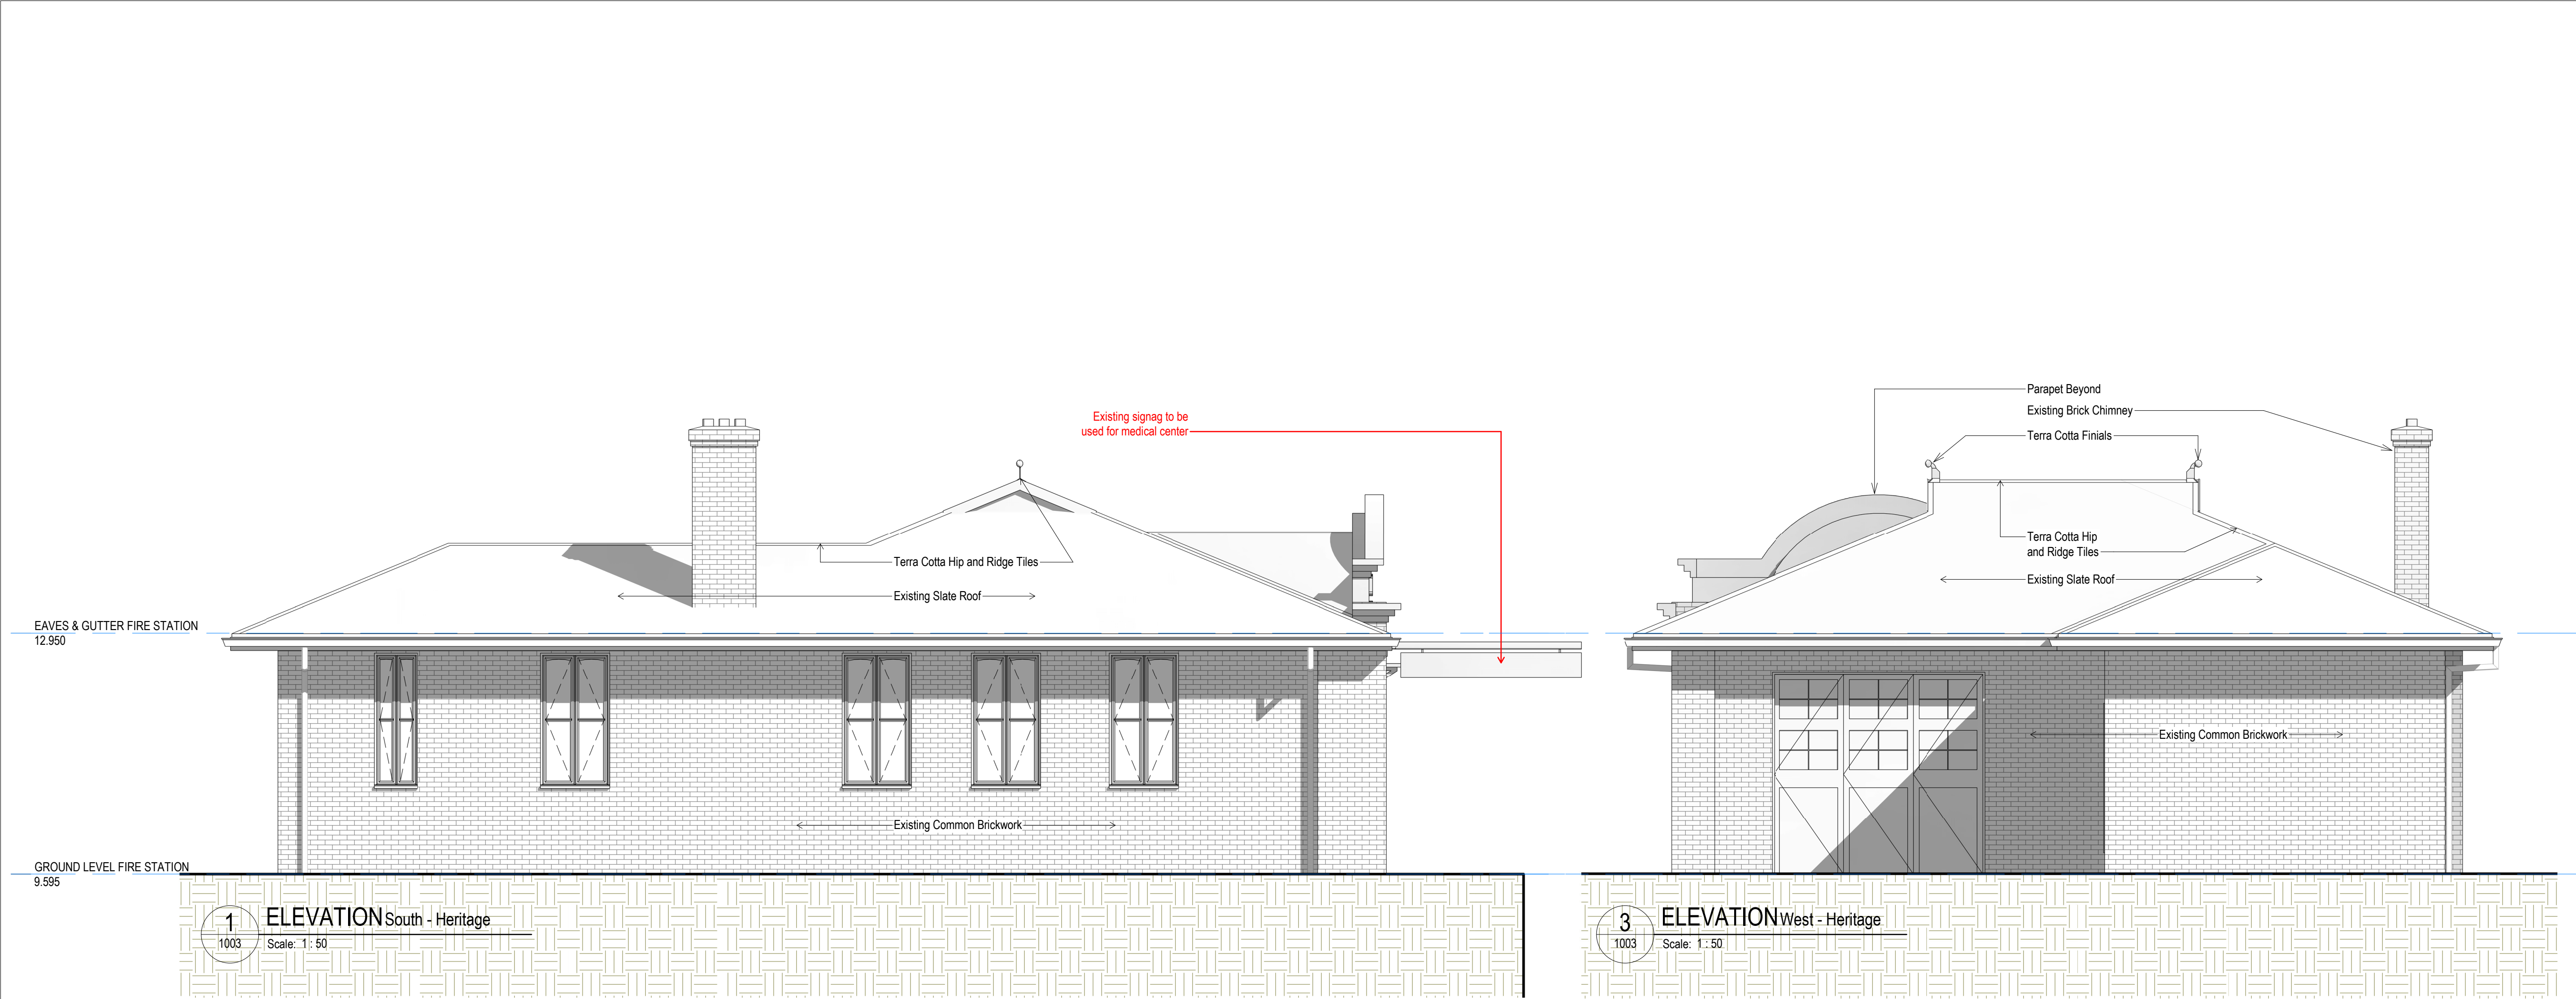 Existing signag to be
used for medical center
Terra Cotta Hip and Ridge Tiles
Existing Slate Roof
EAVES & GUTTER FIRE STATION
12.950
Existing Common Brickwork
GROUND LEVEL FIRE STATION
9.595
1
1003
ELEVATION South - Heritage
Scale: 1 : 50
Parapet Beyond
Existing Brick Chimney
Terra Cotta Finials
Terra Cotta Hip
and Ridge Tiles
Existing Slate Roof
Existing Common Brickwork
3
1003
ELEVATION West - Heritage
Scale: 1 : 50